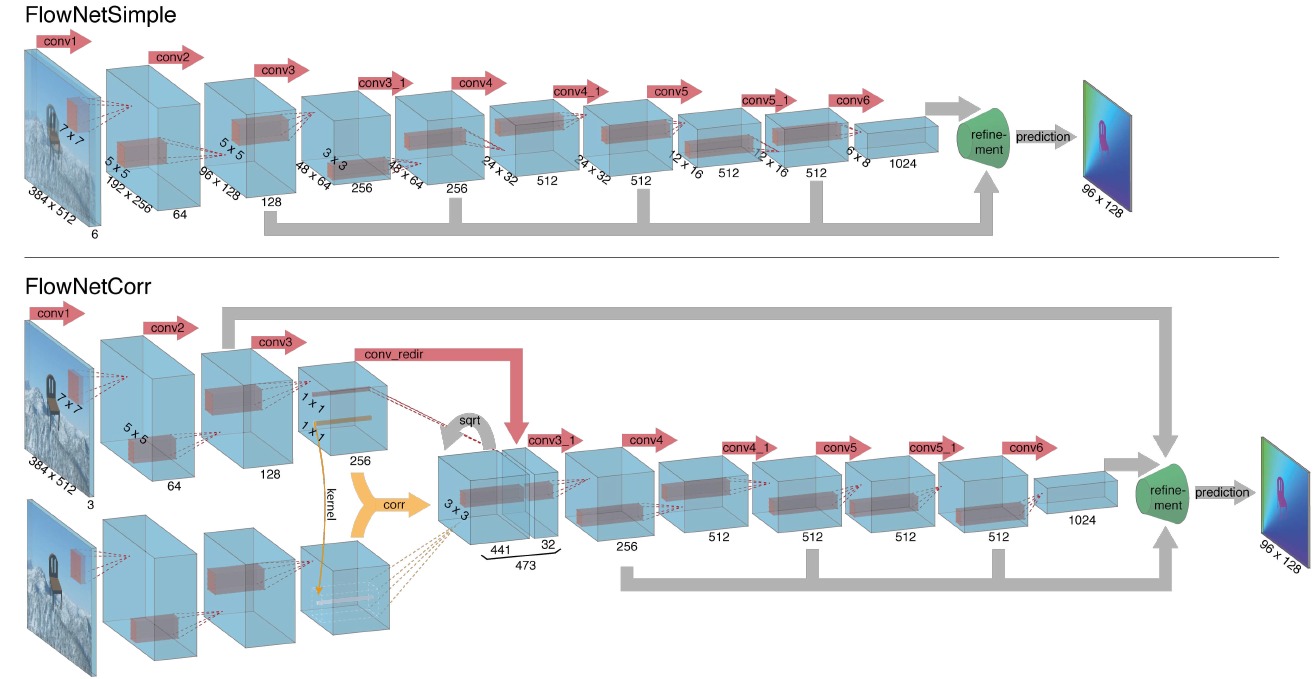 FlowNetSimple
conv1
conv2
conv3
conv3_1
conv4
conv4_1
conv5
conv5_1
conv6
7 x 7
5 x 5
5 x 5
3 x 3
384 x 512
192 x 256
96 x 128
48 x 64
48 x 64
24 x 32
24 x 32
12 x 16
12 x 16
6 x 8
6
64
128
256
256
512
512
512
512
1024
refine-
ment
prediction
96 x 128
FlowNetCorr
conv1
conv2
conv3
conv_redir
sqrt
conv3_1
conv4
conv4_1
conv5
conv5_1
conv6
7 x 7
5 x 5
1 x 1
1 x 1
384 x 512
3
64
128
256
kernel
corr
3 x 3
441
32
473
256
512
512
512
512
1024
refine-
ment
prediction
96 x 128